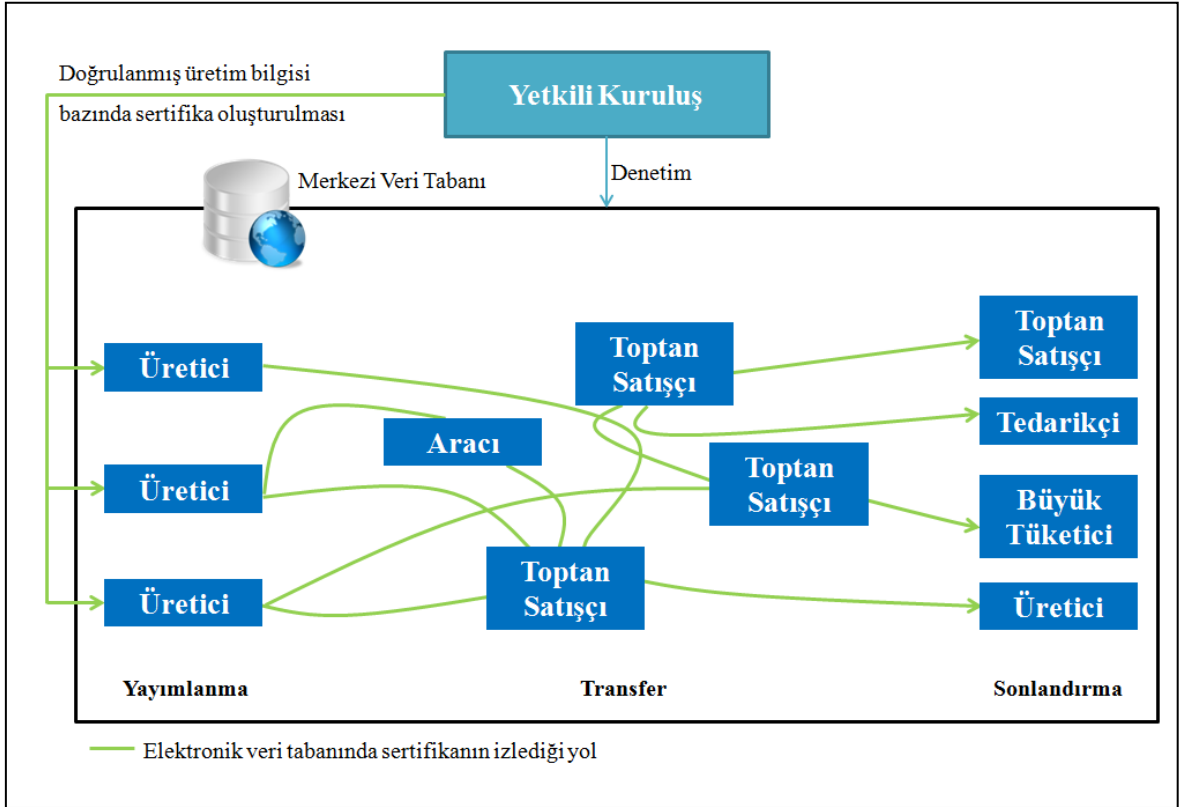 Doğrulanmış üretim bilgisi
bazında sertifika oluşturulması
Yetkili Kuruluş
Denetim
Merkezi Veri Tabanı
Üretici
Üretici
Üretici
Aracı
Toptan
Satışçı
Toptan
Satışçı
Toptan
Satışçı
Toptan
Satışçı
Tedarikçi
Büyük
Tüketici
Üretici
Yayımlanma
Transfer
Sonlandırma
Elektronik veri tabanında sertifikanın izlediği yol